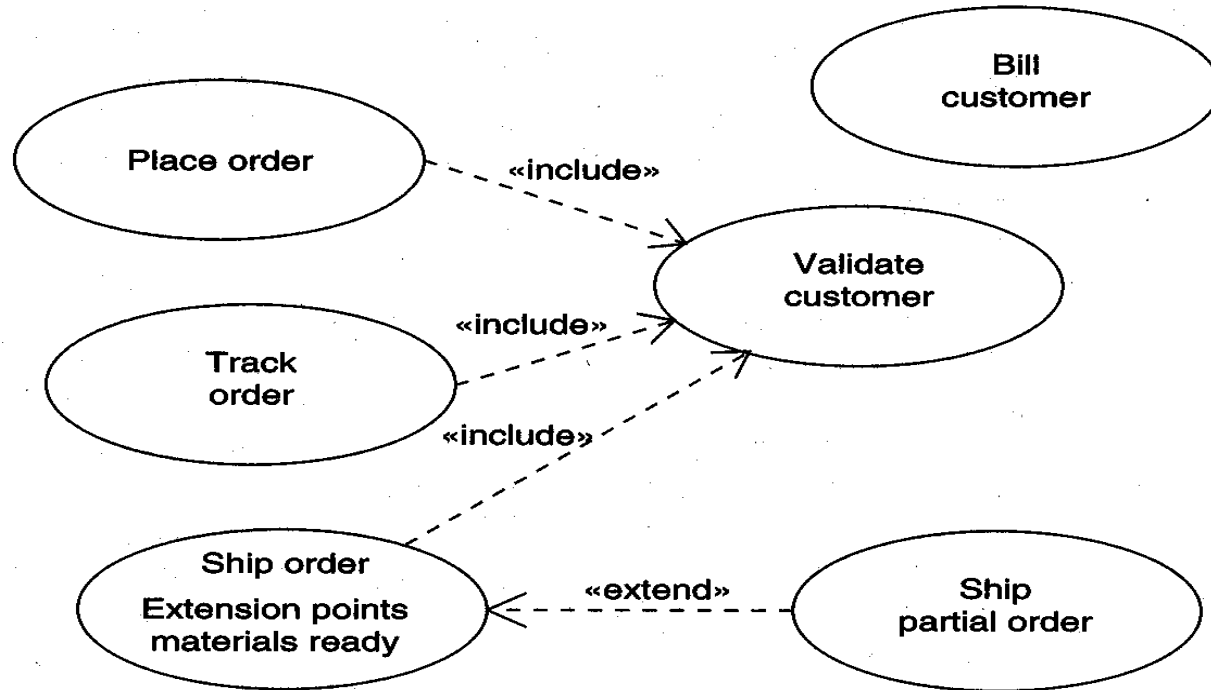 Bill
customer
Place order
«include»
Validate
customer
«include»
Track
order
«include»
Ship order
Extension points
materials ready
«extend»
Ship
partial order